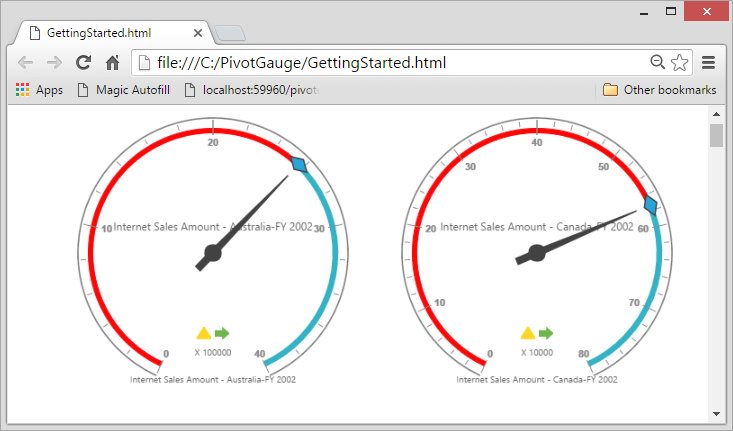 GettingStarted.html
file:///C:/PivotGauge/GettingStarted.html
Apps Magic Autofill localhost:59960/pivot Other bookmarks
20 40
30 50
10 Internet Sales Amount - Australia-FY 2002 30
20 Internet Sales Amount - Canada-FY 2002 60
10 70
0 X 100000 40
0 X 10000 80
Internet Sales Amount - Australia-FY 2002
Internet Sales Amount - Canada-FY 2002